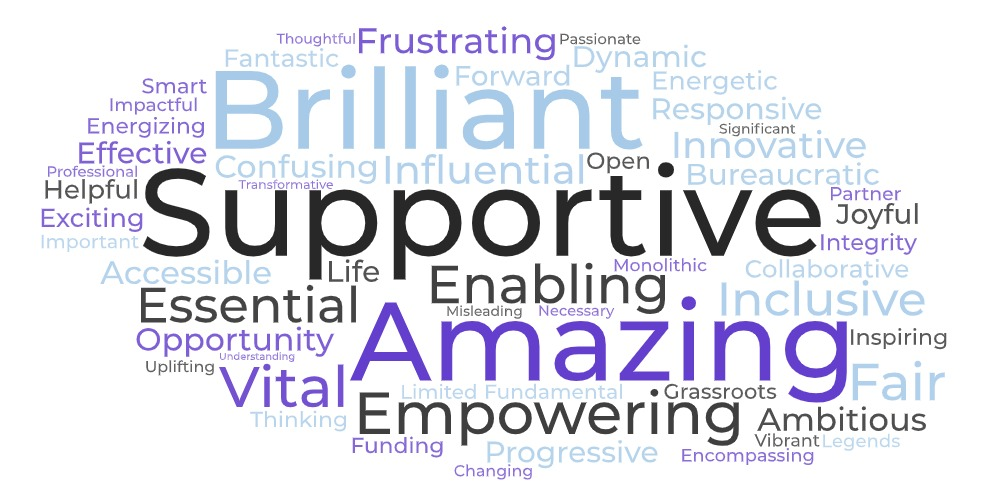 Thoughtful Frustrating Passionate
Fantastic Dynamic
Smart Brilliant Forward Energetic
Impactful Responsive
Energizing Significant
Effective Innovative
Professional Confusing Influential Open Bureaucratic
Helpful Transformative Partner
Exciting Supportive Joyful
Important Integrity
Accessible Life Enabling Monolithic Collaborative
Essential Misleading Necessary Inclusive
Opportunity Amazing Inspiring
Uplifting Understanding
Vital Limited Fundamental Grassroots Fair
Thinking Empowering Ambitious
Funding Vibrant Legends
Progressive Encompassing
Changing